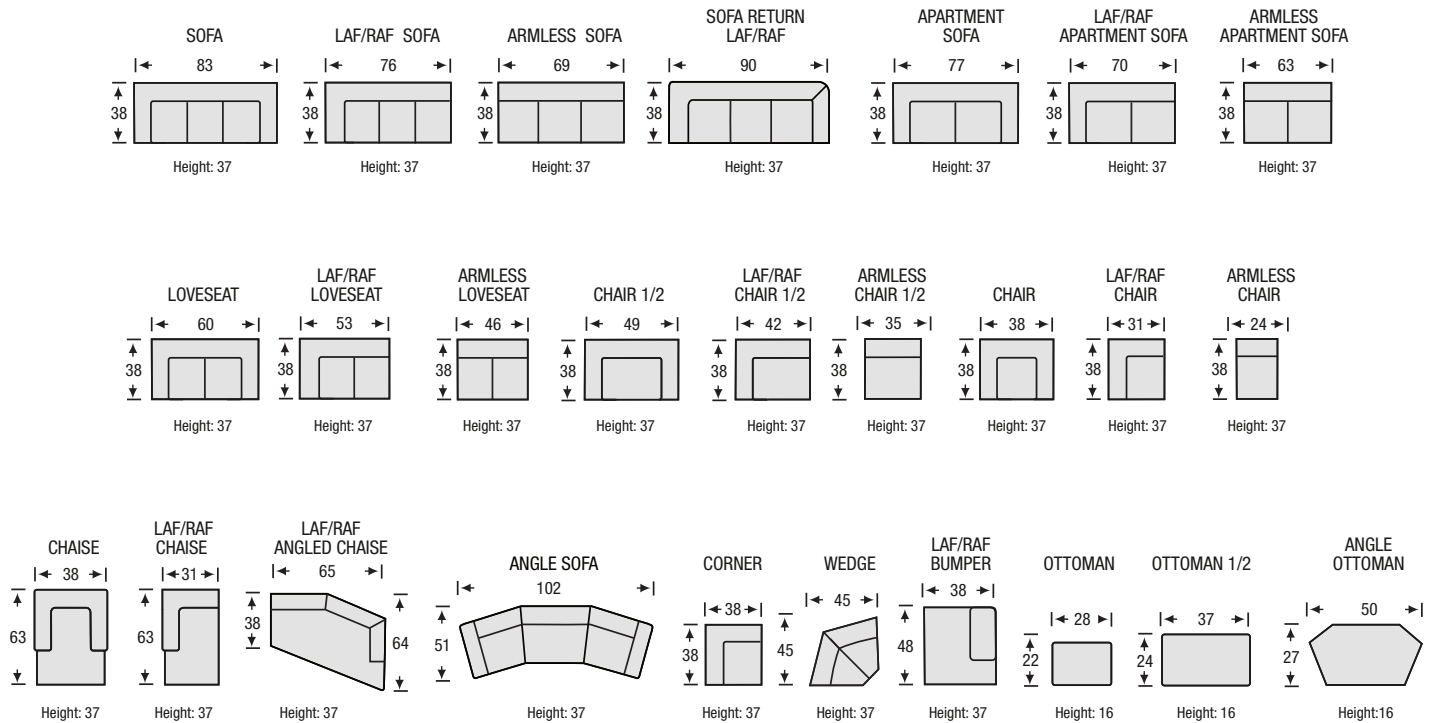 SOFA
83
38
Height: 37
LAF/RAF SOFA
76
38
Height: 37
ARMLESS SOFA
69
38
Height: 37
SOFA RETURN
LAF/RAF
90
38
Height: 37
APARTMENT
SOFA
77
38
Height: 37
LAF/RAF
APARTMENT SOFA
70
38
Height: 37
ARMLESS
APARTMENT SOFA
63
38
Height: 37
LOVESEAT
60
38
Height: 37
LAF/RAF
LOVESEAT
53
38
Height: 37
ARMLESS
LOVESEAT
46
38
Height: 37
CHAIR 1/2
49
38
Height: 37
LAF/RAF
CHAIR 1/2
42
38
Height: 37
ARMLESS
CHAIR 1/2
35
38
Height: 37
CHAIR
38
38
Height: 37
LAF/RAF
CHAIR
31
38
Height: 37
ARMLESS
CHAIR
24
38
Height: 37
CHAISE
38
63
Height: 37
LAF/RAF
CHAISE
31
63
Height: 37
LAF/RAF
ANGLED CHAISE
65
38
64
Height: 37
ANGLE SOFA
102
51
Height: 37
CORNER
38
38
Height: 37
WEDGE
45
45
Height: 37
LAF/RAF
BUMPER
38
48
Height: 37
OTTOMAN
28
22
Height: 16
OTTOMAN 1/2
37
24
Height: 16
ANGLE
OTTOMAN
50
27
Height:16